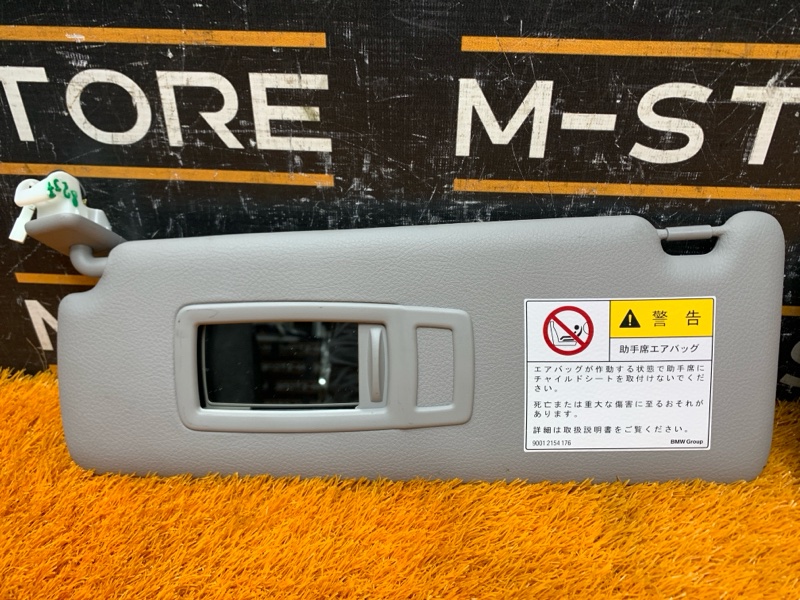 TORE
M-ST
M
8237
警 告
助手席エアバッグ
エアバッグが作動する状態で助手席に
チャイルドシートを取付けないでくだ
さい。
死亡または重大な傷害に至るおそれが
あります。
詳細は取扱説明書をご覧ください。
9001 2154 176
BMW Group